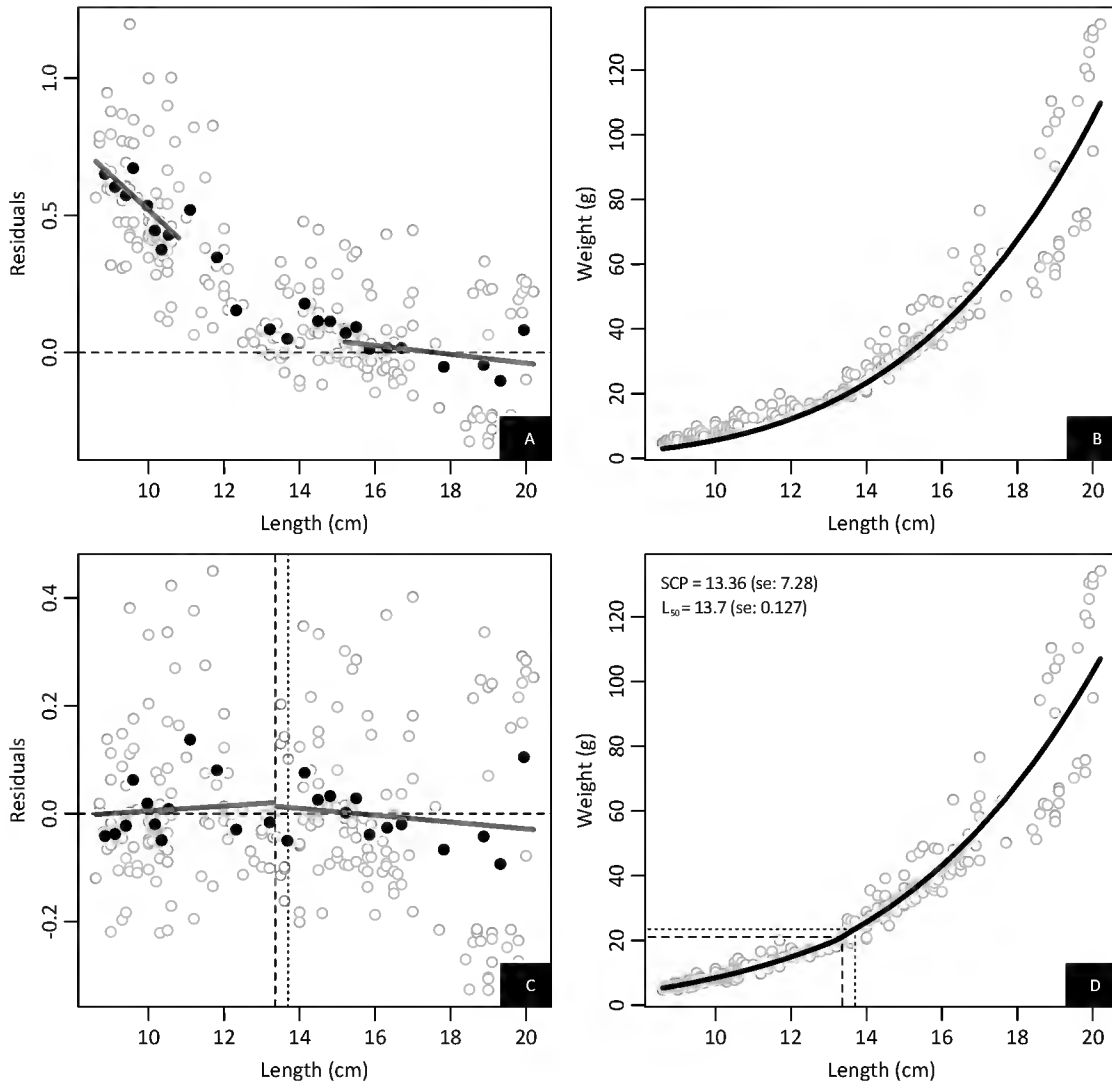 Residuals
1.0
0.5
0.0
10 12 14 16 18 20
Length (cm)
A
Weight (g)
120
100
80
60
40
20
0
10 12 14 16 18 20
Length (cm)
B
Residuals
0.4
0.2
0.0
-0.2
10 12 14 16 18 20
Length (cm)
C
SCP = 13.36 (se: 7.28)
L₅₀ = 13.7 (se: 0.127)
Weight (g)
120
100
80
60
40
20
0
10 12 14 16 18 20
Length (cm)
D